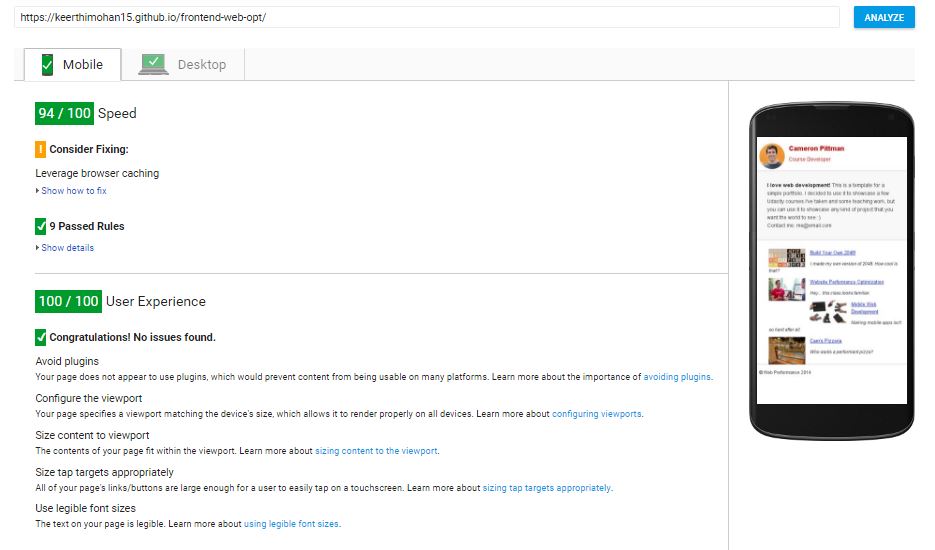 https://keerthimohan15.github.io/frontend-web-opt/
ANALYZE
Mobile
Desktop
94 / 100 Speed
! Consider Fixing:
Leverage browser caching
Show how to fix
9 Passed Rules
Show details
100 / 100 User Experience
Congratulations! No issues found.
Avoid plugins
Your page does not appear to use plugins, which would prevent content from being usable on many platforms. Learn more about the importance of avoiding plugins.
Configure the viewport
Your page specifies a viewport matching the device's size, which allows it to render properly on all devices. Learn more about configuring viewports.
Size content to viewport
The contents of your page fit within the viewport. Learn more about sizing content to the viewport.
Size tap targets appropriately
All of your page's links/buttons are large enough for a user to easily tap on a touchscreen. Learn more about sizing tap targets appropriately.
Use legible font sizes
The text on your page is legible. Learn more about using legible font sizes.
Cameron Pittman
Course Developer
I love web development! This is a template for a
simple portfolio. I decided to use it to showcase a few
Udacity courses I've taken and some teaching work, but
you can use it to showcase any kind of project that you
want the world to see :)
Contact me: me@email.com
Build Your Own 2048!
I made my own version of 2048. How cool is
that?
Website Performance Optimization
Hey... this class looks familiar.
Mobile Web
Development
Making mobile apps isn't
so hard after all.
Cam's Pizzeria
Who wants a performant pizza?
© Web Performance 2014